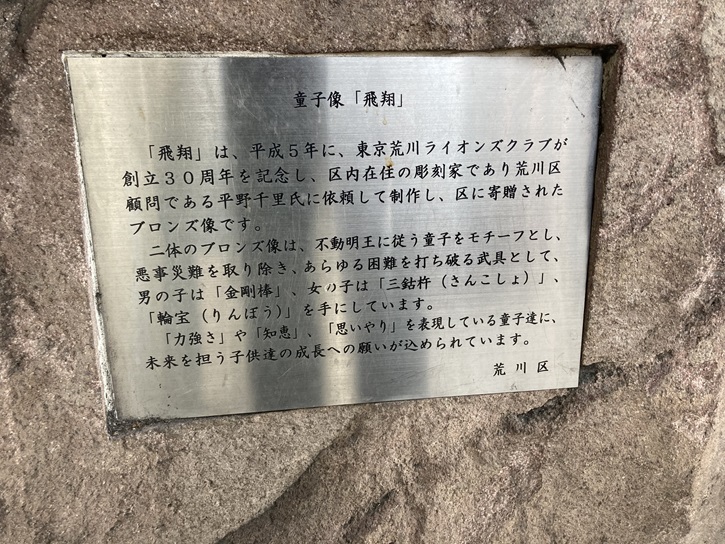 童子像「飛翔」
「飛翔」は、平成５年に、東京荒川ライオンズクラブが
創立３０周年を記念し、区内在住の彫刻家であり荒川区
顧問である平野千里氏に依頼して制作し、区に寄贈された
ブロンズ像です。
二体のブロンズ像は、不動明王に従う童子をモチーフとし、
悪事災難を取り除き、あらゆる困難を打ち破る武具として、
男の子は「金剛棒」、女の子は「三鈷杵（さんこしょ）」、
「輪宝（りんぼう）」を手にしています。
「力強さ」や「知恵」、「思いやり」を表現している童子達に、
未来を担う子供達の成長への願いが込められています。
荒川区